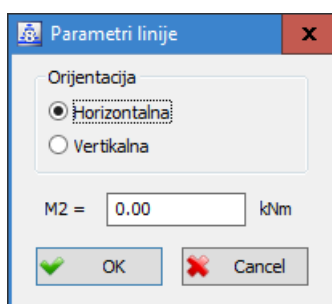 Parametri linije
Orijentacija
Horizontalna
Vertikalna
M2 = 0.00 kNm
OK Cancel